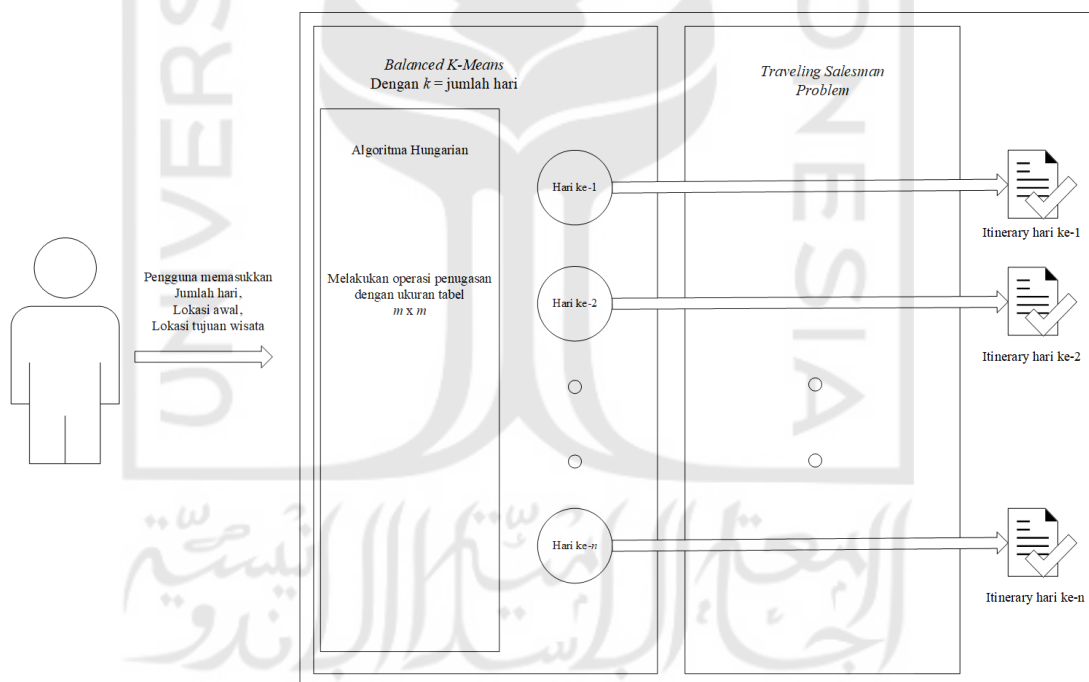 Balanced K-Means
Dengan k = jumlah hari
Traveling Salesman
Problem
Algoritma Hungarian
Hari ke-1
Itinerary hari ke-1
Pengguna memasukkan
Jumlah hari,
Lokasi awal,
Lokasi tujuan wisata
Melakukan operasi penugasan
dengan ukuran tabel
m x m
Hari ke-2
Itinerary hari ke-2
Hari ke-n
Itinerary hari ke-n
UNIVERS
ONESIA